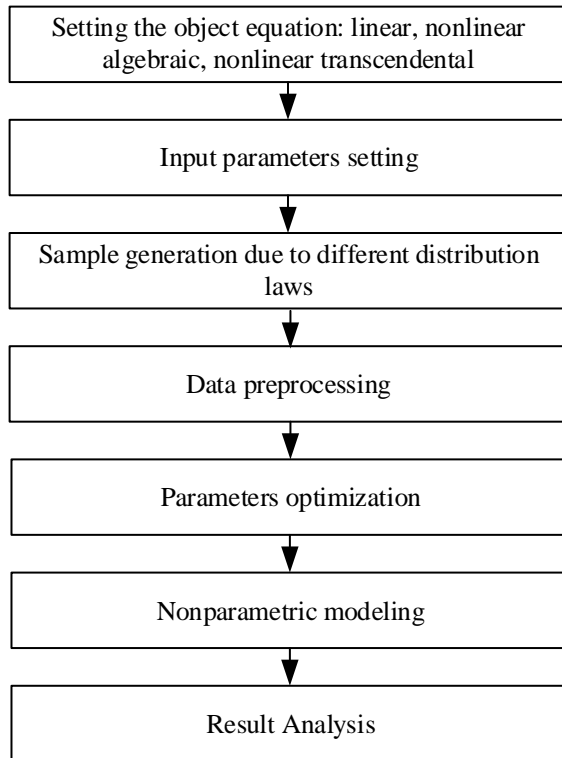 Setting the object equation: linear, nonlinear
algebraic, nonlinear transcendental
Input parameters setting
Sample generation due to different distribution
laws
Data preprocessing
Parameters optimization
Nonparametric modeling
Result Analysis